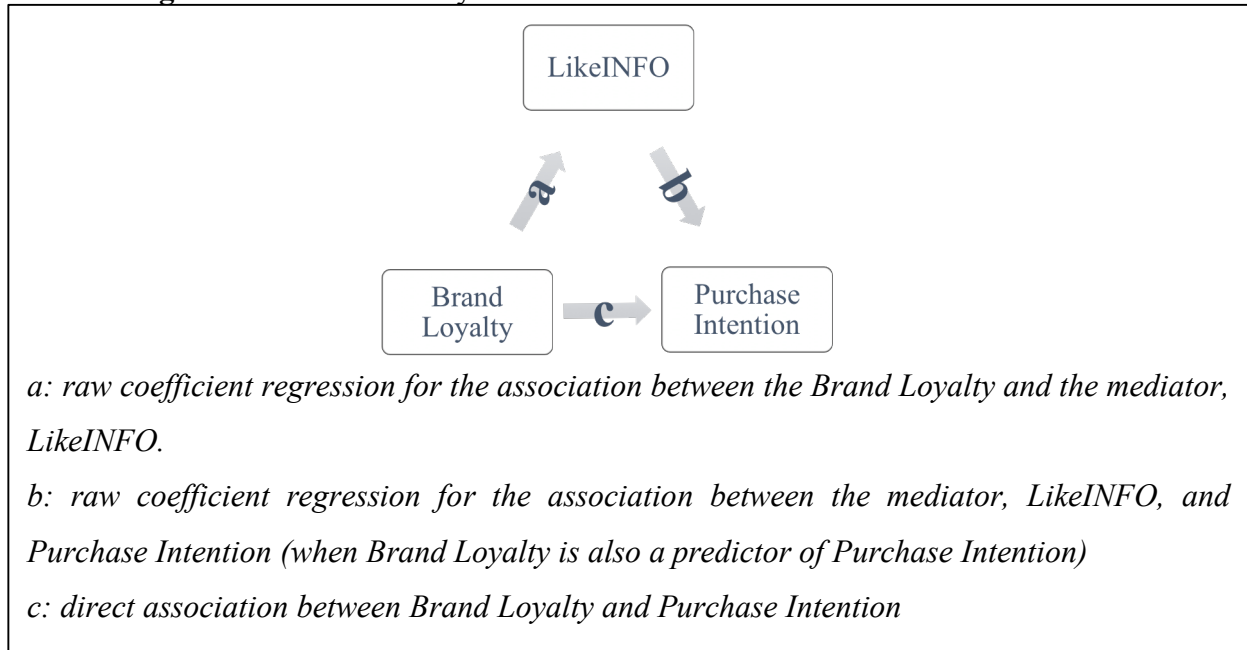 LikeINFO
a
b
Brand
Loyalty
c
Purchase
Intention
a: raw coefficient regression for the association between the Brand Loyalty and the mediator,
LikeINFO.
b: raw coefficient regression for the association between the mediator, LikeINFO, and
Purchase Intention (when Brand Loyalty is also a predictor of Purchase Intention)
c: direct association between Brand Loyalty and Purchase Intention